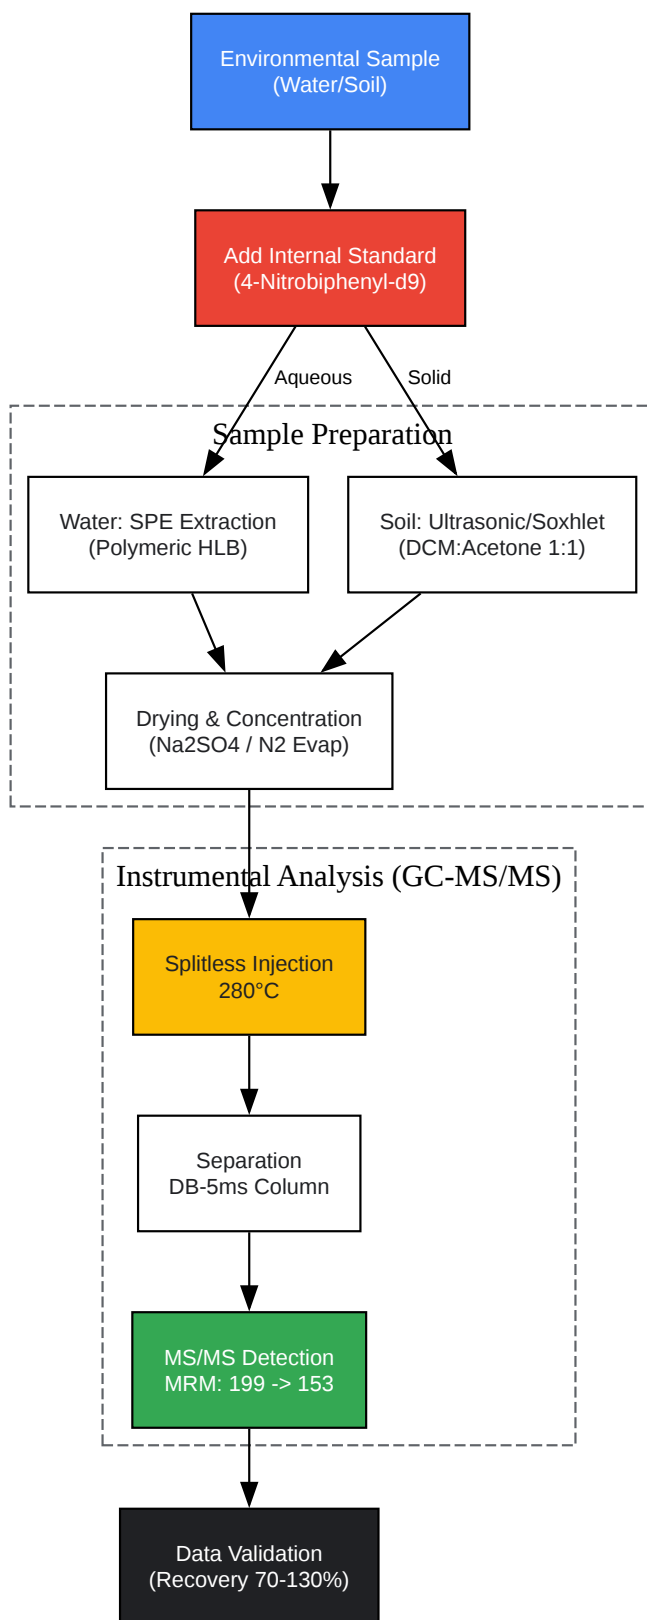 Environmental Sample
(Water/Soil)
Add Internal Standard
(4-Nitrobiphenyl-d9)
Aqueous
Solid
Sample Preparation
Water: SPE Extraction
(Polymeric HLB)
Soil: Ultrasonic/Soxhlet
(DCM:Acetone 1:1)
Drying & Concentration
(Na2SO4 / N2 Evap)
Instrumental Analysis (GC-MS/MS)
Splitless Injection
280°C
Separation
DB-5ms Column
MS/MS Detection
MRM: 199 -> 153
Data Validation
(Recovery 70-130%)